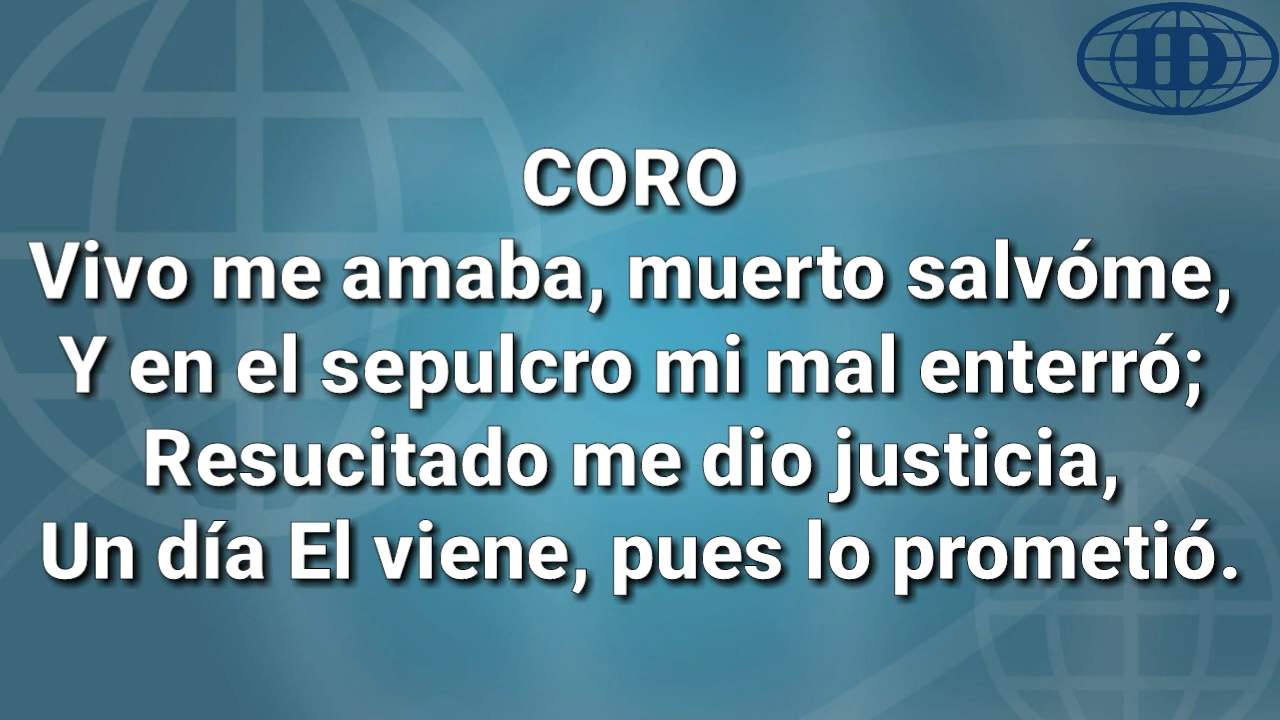 ID
CORO
Vivo me amaba, muerto salvóme,
Y en el sepulcro mi mal enterró;
Resucitado me dio justicia,
Un día El viene, pues lo prometió.